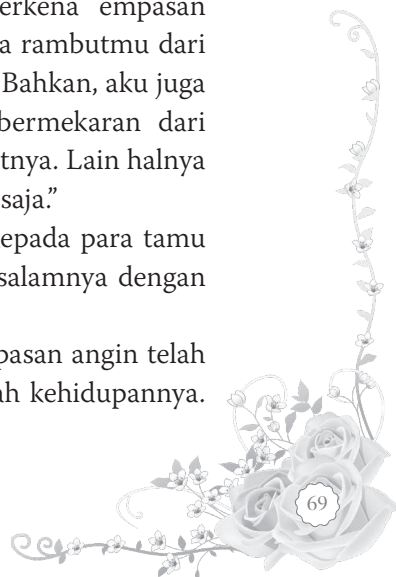 erkena empasan
a rambutmu dari
Bahkan, aku juga
bermekaran dari
tnya. Lain halnya
saja.”
epada para tamu
salamnya dengan
pasan angin telah
ah kehidupannya.
69